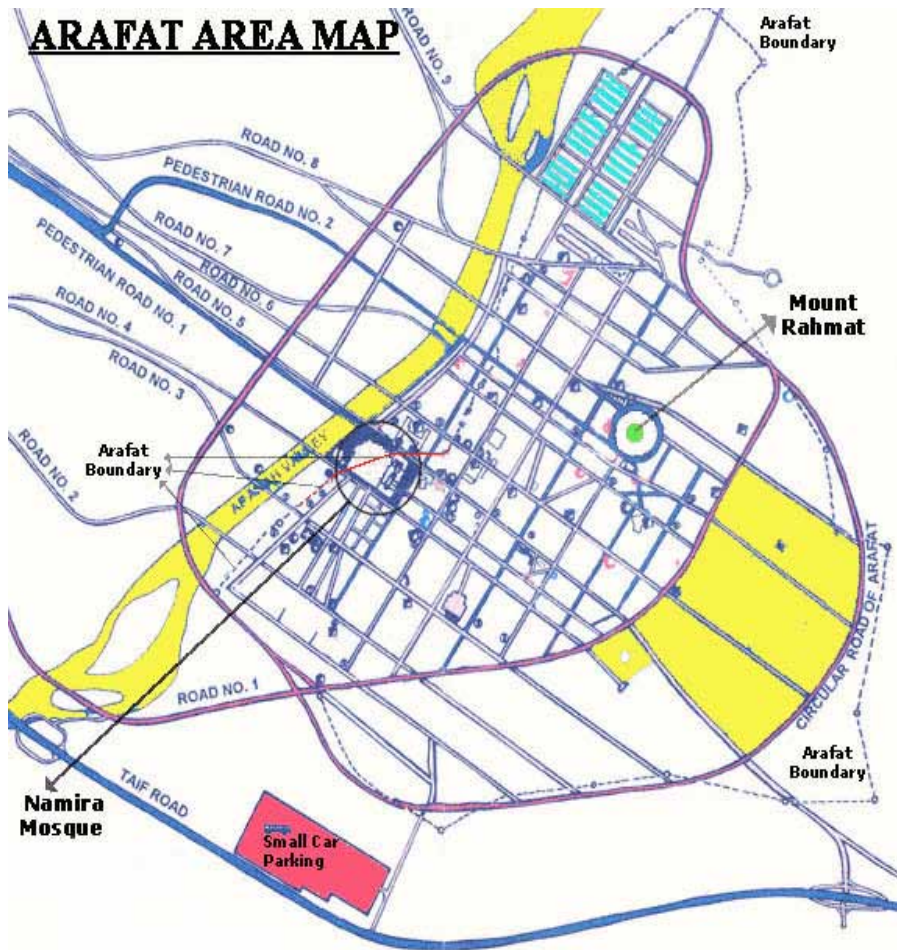 ARAFAT AREA MAP
Arafat
Boundary
ROAD NO. 9
ROAD NO. 8
PEDESTRIAN ROAD NO. 2
ROAD NO. 7
ROAD NO. 6
ROAD NO. 5
PEDESTRIAN ROAD NO. 1
ROAD NO. 4
ROAD NO. 3
ROAD NO. 2
Mount
Rahmat
Arafat
Boundary
VALLEY
CIRCULAR ROAD OF ARAFAT
ROAD NO. 1
TAIF ROAD
Arafat
Boundary
Namira
Mosque
Small Car
Parking